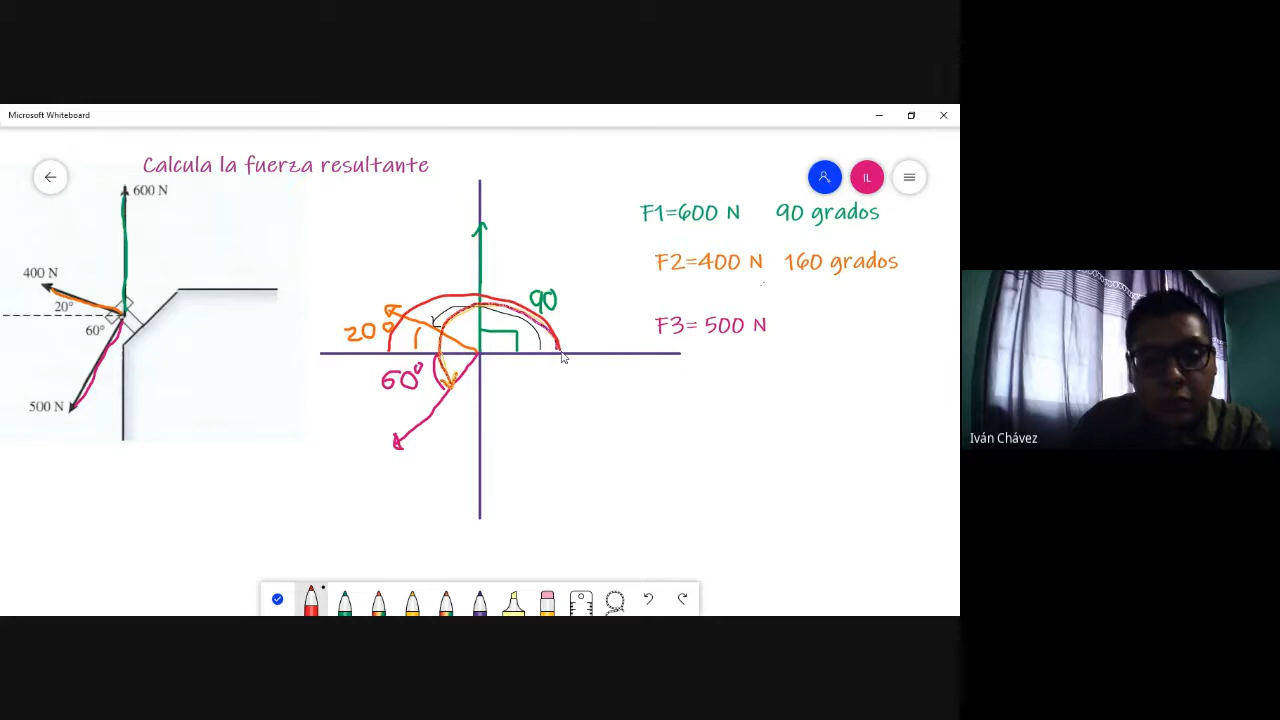 Microsoft Whiteboard
Calcula la fuerza resultante
IL
600 N
400 N
20°
60°
500 N
90
20°
60°
F1=600 N 90 grados
F2=400 N 160 grados
F3= 500 N
Iván Chávez